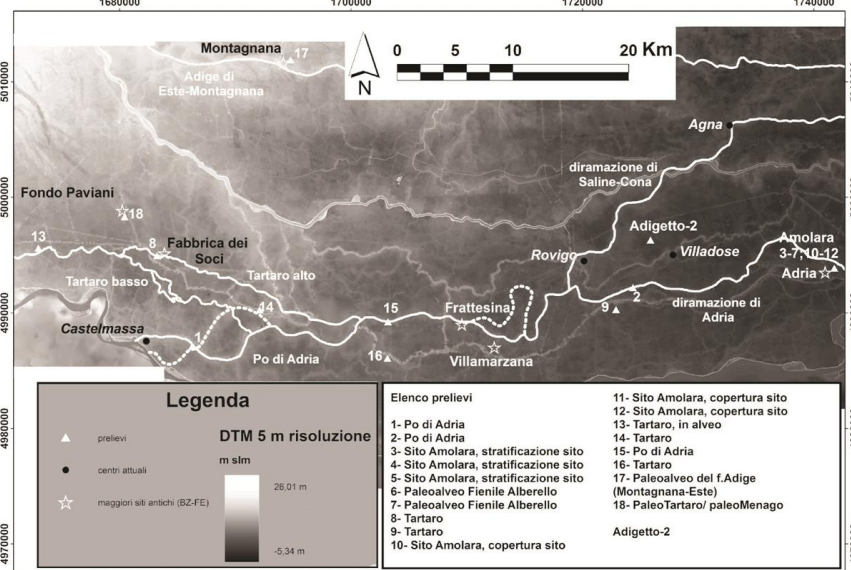 1680000
1700000
1720000
1740000
5010000
5000000
4990000
4980000
4970000
Montagnana
17
Adige di
Este-Montagnana
0 5 10 20 Km
N
Agna
diramazione di
Saline-Cona
Fondo Paviani
18
13
8
Fabbrica dei
Soci
Adigetto-2
Rovigo
Villadose
Amolara
3-7;10-12
Adria
Tartaro alto
Tartaro basso
Castelmassa
1
14
15
Frattesina
9
2
diramazione di
Adria
Po di Adria
16
Villamarzana
Legenda
prelievi
centri attuali
maggiori siti antichi (BZ-FE)
DTM 5 m risoluzione
m slm
26,01 m
-5,34 m
Elenco prelievi
1- Po di Adria
2- Po di Adria
3- Sito Amolara, stratificazione sito
4- Sito Amolara, stratificazione sito
5- Sito Amolara, stratificazione sito
6- Paleoalveo Fienile Alberello
7- Paleoalveo Fienile Alberello
8- Tartaro
9- Tartaro
10- Sito Amolara, copertura sito
11- Sito Amolara, copertura sito
12- Sito Amolara, copertura sito
13- Tartaro, in alveo
14- Tartaro
15- Po di Adria
16- Tartaro
17- Paleoalveo del f.Adige
(Montagnana-Este)
18- PaleoTartaro/ paleoMenago
Adigetto-2